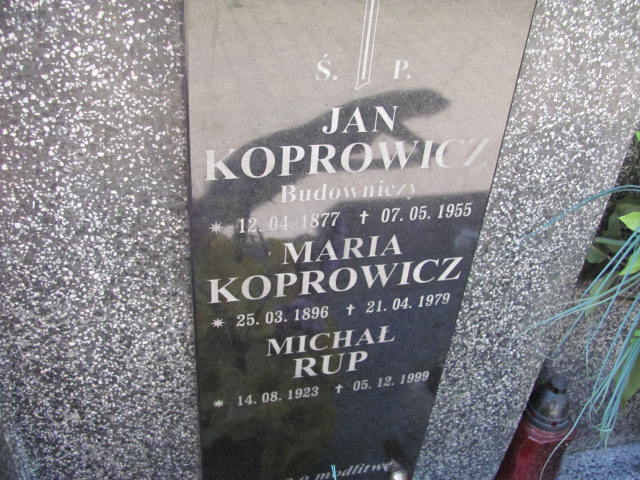 Ś. P.
JAN
KOPROWICZ
Budowniczy
* 12.04.1877 † 07.05.1955
MARIA
KOPROWICZ
* 25.03.1896 † 21.04.1979
MICHAŁ
RUP
* 14.08.1923 † 05.12.1999
o modlitwę